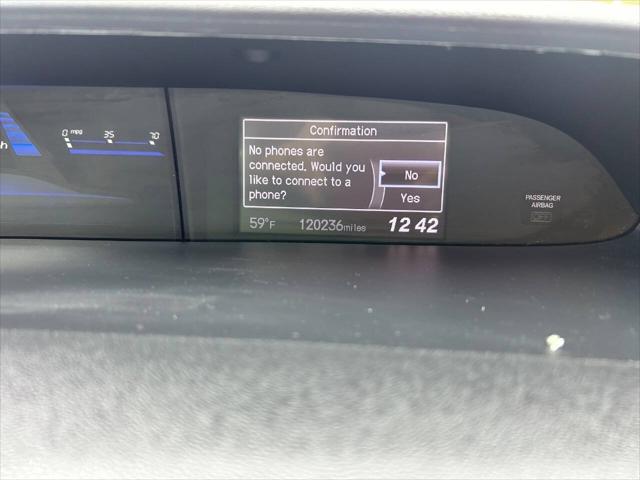 0 mpg 35 70
h
Confirmation
No phones are
connected. Would you
like to connect to a
phone?
No
Yes
59°F 120236miles 12 42
PASSENGER
AIRBAG
OFF